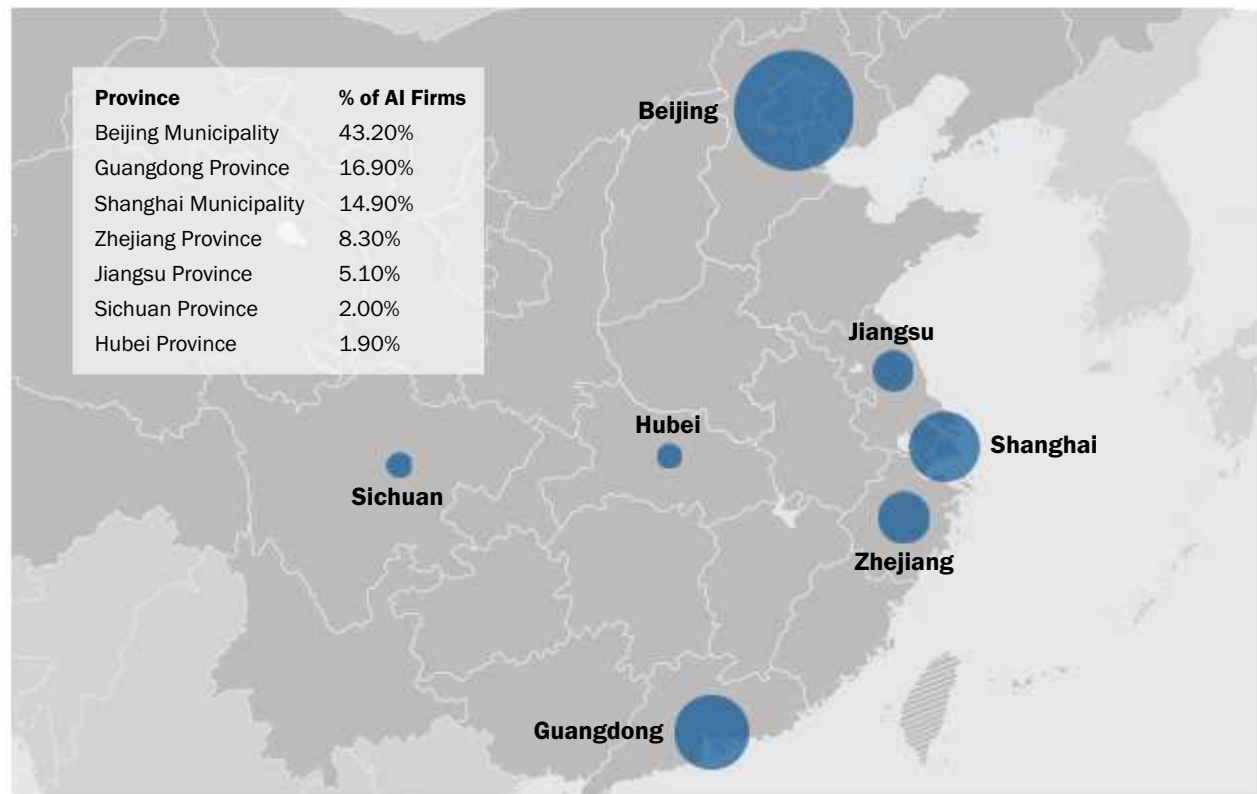 Province % of AI Firms
Beijing Municipality 43.20%
Guangdong Province 16.90%
Shanghai Municipality 14.90%
Zhejiang Province 8.30%
Jiangsu Province 5.10%
Sichuan Province 2.00%
Hubei Province 1.90%
Beijing
Jiangsu
Hubei
Shanghai
Sichuan
Zhejiang
Guangdong